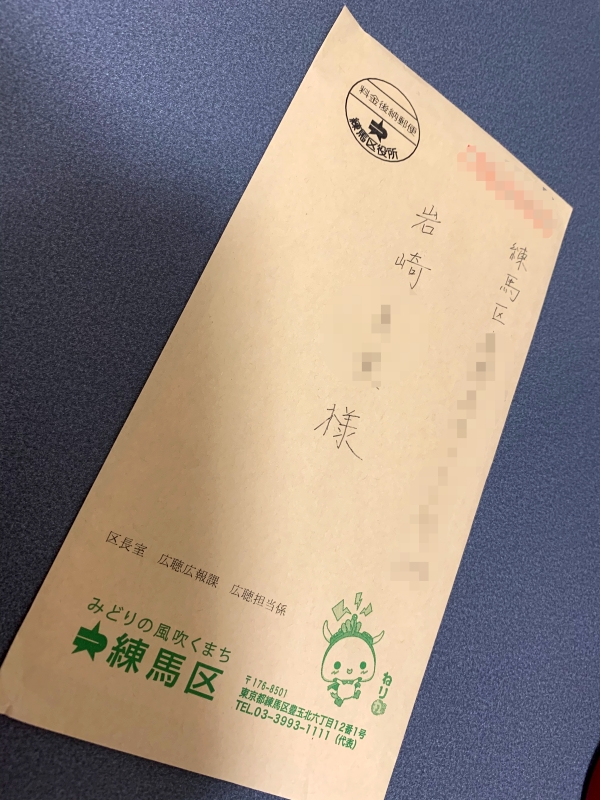 料金後納郵便
練馬区役所
練馬区
岩崎
様
区長室 広聴広報課 広聴担当係
みどりの風吹くまち
練馬区
〒176-8501
東京都練馬区豊玉北六丁目12番1号
TEL.03-3993-1111(代表)
ねり丸